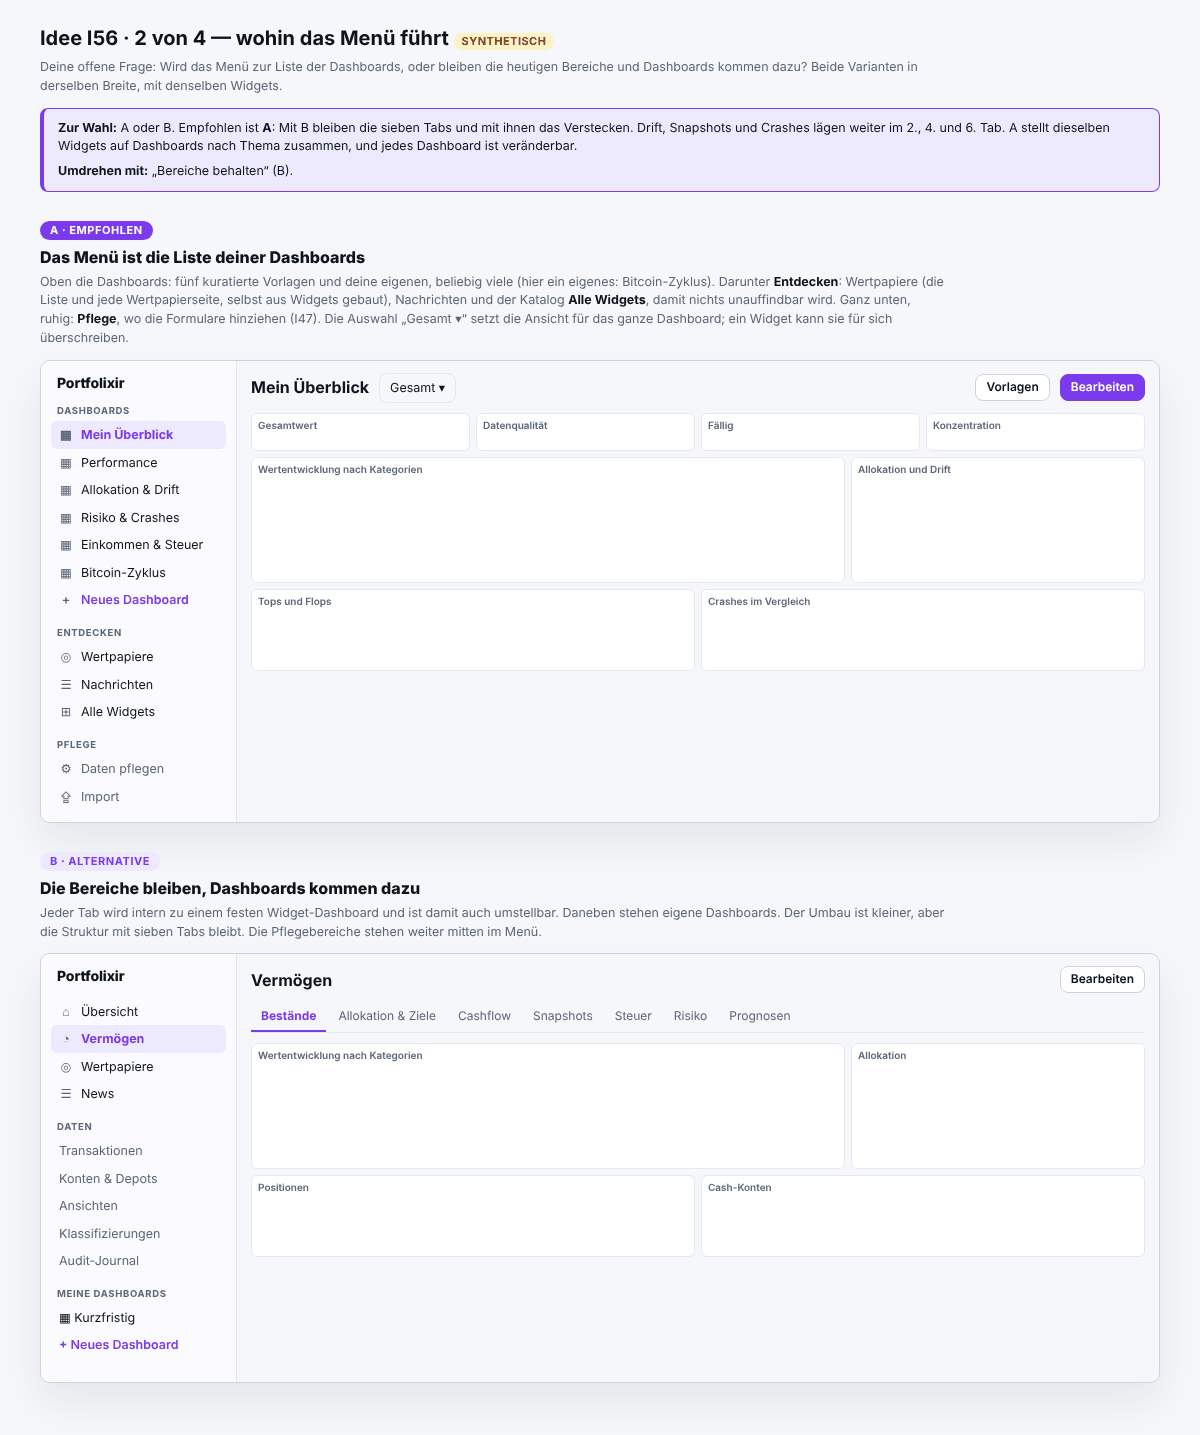 Idee I56 · 2 von 4 — wohin das Menü führt SYNTHETISCH
Deine offene Frage: Wird das Menü zur Liste der Dashboards, oder bleiben die heutigen Bereiche und Dashboards kommen dazu? Beide Varianten in
derselben Breite, mit denselben Widgets.
Zur Wahl: A oder B. Empfohlen ist A: Mit B bleiben die sieben Tabs und mit ihnen das Verstecken. Drift, Snapshots und Crashes lägen weiter im 2., 4. und 6. Tab. A stellt dieselben
Widgets auf Dashboards nach Thema zusammen, und jedes Dashboard ist veränderbar.
Umdrehen mit: „Bereiche behalten“ (B).
A · EMPFOHLEN
Das Menü ist die Liste deiner Dashboards
Oben die Dashboards: fünf kuratierte Vorlagen und deine eigenen, beliebig viele (hier ein eigenes: Bitcoin-Zyklus). Darunter Entdecken: Wertpapiere (die
Liste und jede Wertpapierseite, selbst aus Widgets gebaut), Nachrichten und der Katalog Alle Widgets, damit nichts unauffindbar wird. Ganz unten,
ruhig: Pflege, wo die Formulare hinziehen (I47). Die Auswahl „Gesamt ▾“ setzt die Ansicht für das ganze Dashboard; ein Widget kann sie für sich
überschreiben.
Portfolixir
DASHBOARDS
Mein Überblick
Performance
Allokation & Drift
Risiko & Crashes
Einkommen & Steuer
Bitcoin-Zyklus
+ Neues Dashboard
ENTDECKEN
Wertpapiere
Nachrichten
Alle Widgets
PFLEGE
Daten pflegen
Import
Mein Überblick Gesamt ▾ Vorlagen Bearbeiten
Gesamtwert Datenqualität Fällig Konzentration
Wertentwicklung nach Kategorien Allokation und Drift
Tops und Flops Crashes im Vergleich
B · ALTERNATIVE
Die Bereiche bleiben, Dashboards kommen dazu
Jeder Tab wird intern zu einem festen Widget-Dashboard und ist damit auch umstellbar. Daneben stehen eigene Dashboards. Der Umbau ist kleiner, aber
die Struktur mit sieben Tabs bleibt. Die Pflegebereiche stehen weiter mitten im Menü.
Portfolixir
Übersicht
Vermögen
Wertpapiere
News
DATEN
Transaktionen
Konten & Depots
Ansichten
Klassifizierungen
Audit-Journal
MEINE DASHBOARDS
Kurzfristig
+ Neues Dashboard
Vermögen Bearbeiten
Bestände Allokation & Ziele Cashflow Snapshots Steuer Risiko Prognosen
Wertentwicklung nach Kategorien Allokation
Positionen Cash-Konten